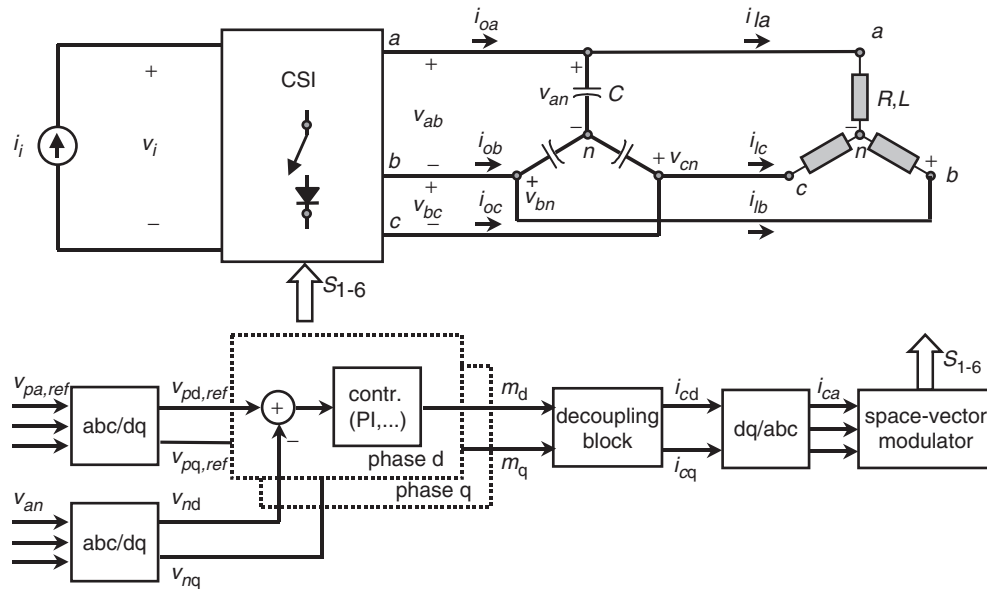 i_oa
i_la
a
a
+
+
+
CSI
v_an
C
R,L
i_i
v_i
v_ab
−
−
n
i_ob
i_lc
n
+
b
−
+
v_cn
c
b
+
v_bn
v_bc
i_oc
i_lb
−
c
−
S_1-6
S_1-6
v_pa,ref
v_pd,ref
+
contr.
(PI,...)
m_d
i_cd
i_ca
abc/dq
−
decoupling
block
dq/abc
space-vector
modulator
v_pq,ref
phase d
m_q
i_cq
phase q
v_an
v_nd
abc/dq
v_nq